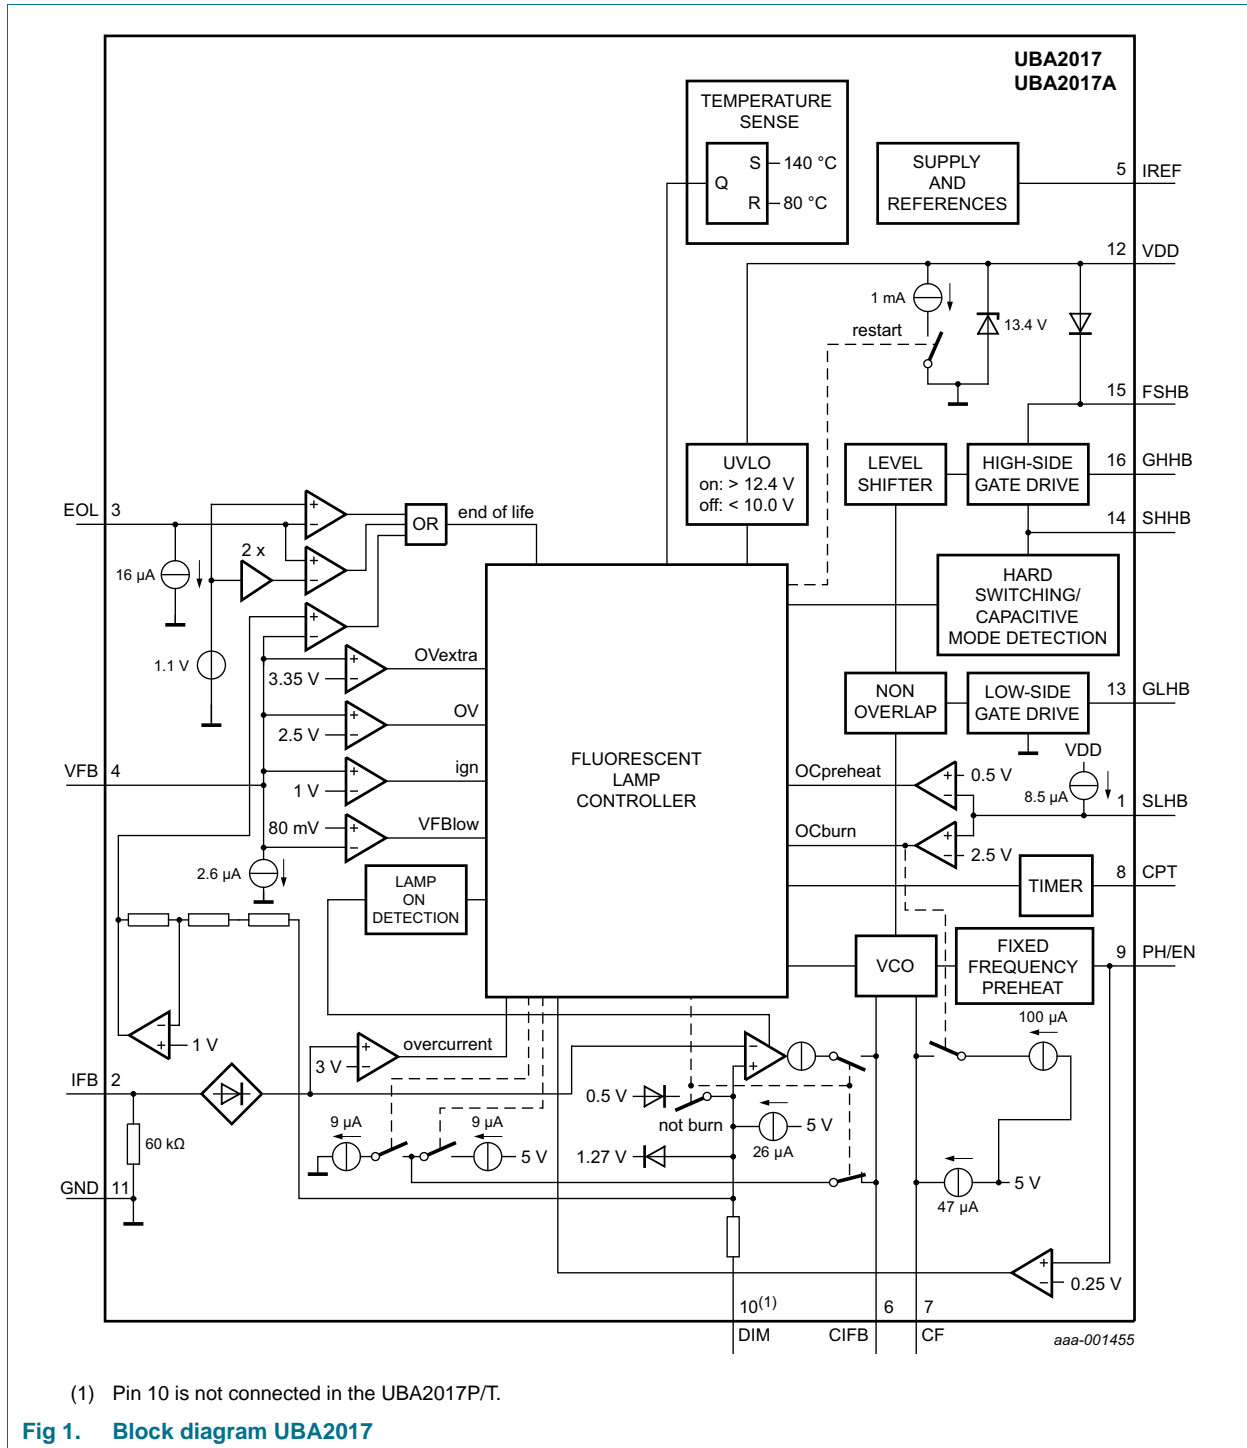 UBA2017
UBA2017A
TEMPERATURE
SENSE
S
140 °C
Q
R
80 °C
SUPPLY
AND
REFERENCES
5
IREF
12
VDD
1 mA
13.4 V
restart
15
FSHB
UVLO
on: > 12.4 V
off: < 10.0 V
LEVEL
SHIFTER
HIGH-SIDE
GATE DRIVE
16
GHHB
14
SHHB
EOL
3
+
−
OR
end of life
2 x
+
−
16 µA
+
−
HARD
SWITCHING/
CAPACITIVE
MODE DETECTION
1.1 V
OVextra
+
−
3.35 V
OV
+
−
2.5 V
NON
OVERLAP
LOW-SIDE
GATE DRIVE
13
GLHB
FLUORESCENT
LAMP
CONTROLLER
VDD
VFB
4
ign
+
−
1 V
OCpreheat
+
−
0.5 V
8.5 µA
1
SLHB
80 mV
+
−
VFBlow
OCburn
+
−
2.5 V
2.6 µA
LAMP
ON
DETECTION
TIMER
8
CPT
VCO
FIXED
FREQUENCY
PREHEAT
9
PH/EN
−
+
1 V
100 µA
overcurrent
+
−
3 V
−
+
IFB
2
0.5 V
not burn
60 kΩ
9 µA
9 µA
5 V
5 V
26 µA
1.27 V
47 µA
5 V
GND
11
+
−
0.25 V
10(1)
6
7
DIM
CIFB
CF
aaa-001455
(1) Pin 10 is not connected in the UBA2017P/T.
Fig 1. Block diagram UBA2017